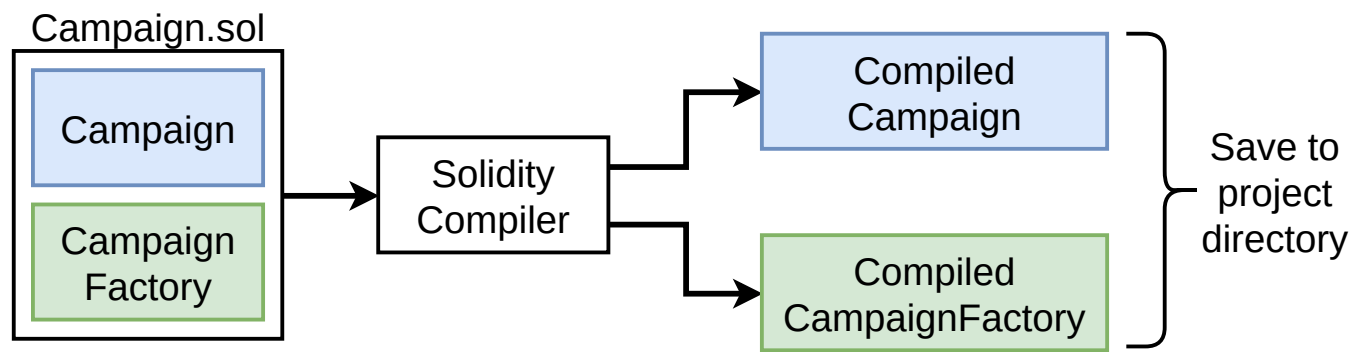 Campaign.sol
Campaign
Campaign
Factory
Solidity
Compiler
Compiled
Campaign
Compiled
CampaignFactory
Save to
project
directory